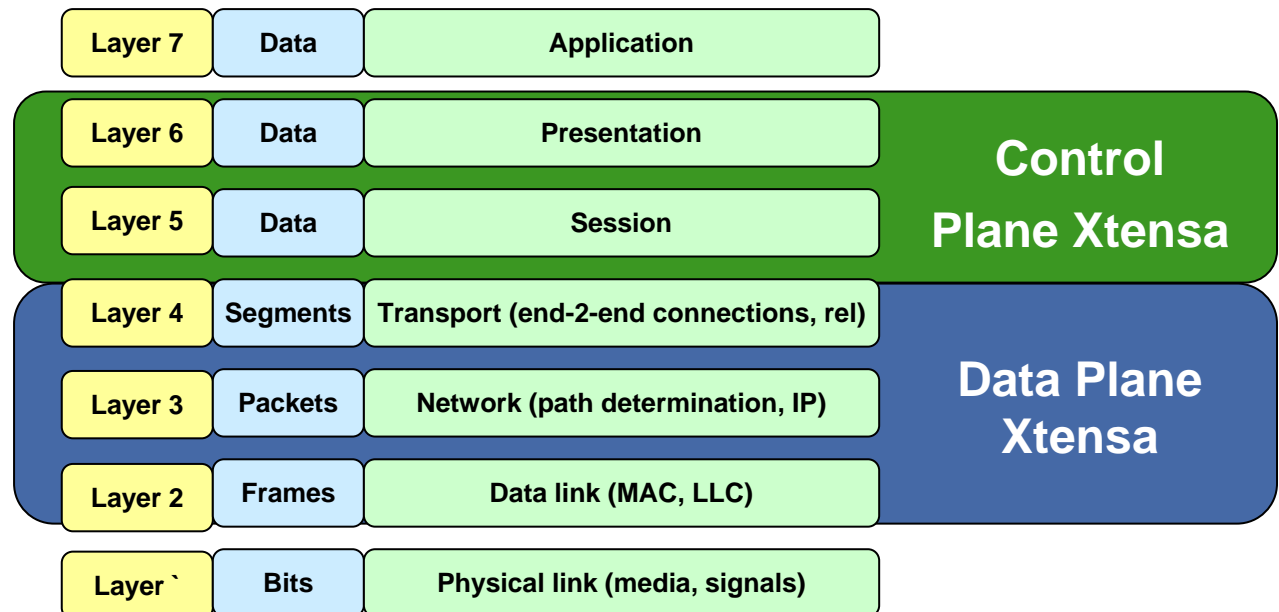 Layer 7 Data Application
Layer 6 Data Presentation
Control
Layer 5 Data Session
Plane Xtensa
Layer 4 Segments Transport (end-2-end connections, rel)
Layer 3 Packets Network (path determination, IP)
Data Plane
Xtensa
Layer 2 Frames Data link (MAC, LLC)
Layer ` Bits Physical link (media, signals)